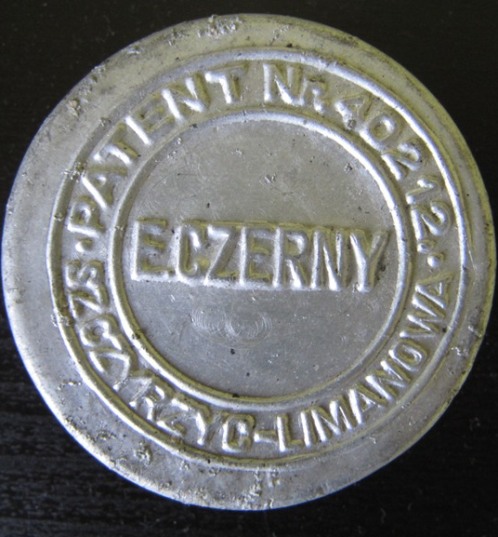 PATENT Nr. 40212.
E.CZERNY
SZCZYRZYC-LIMANOWA